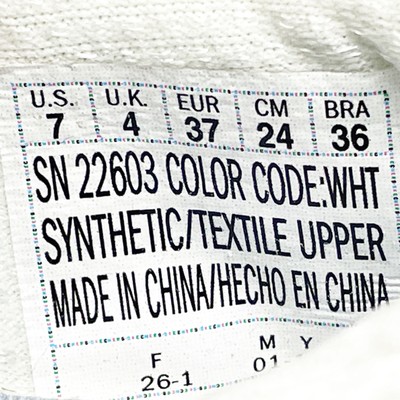 U.S. U.K. EUR CM BRA
7 4 37 24 36
SN 22603 COLOR CODE:WHT
SYNTHETIC/TEXTILE UPPER
MADE IN CHINA/HECHO EN CHINA
F M Y
26-1 01